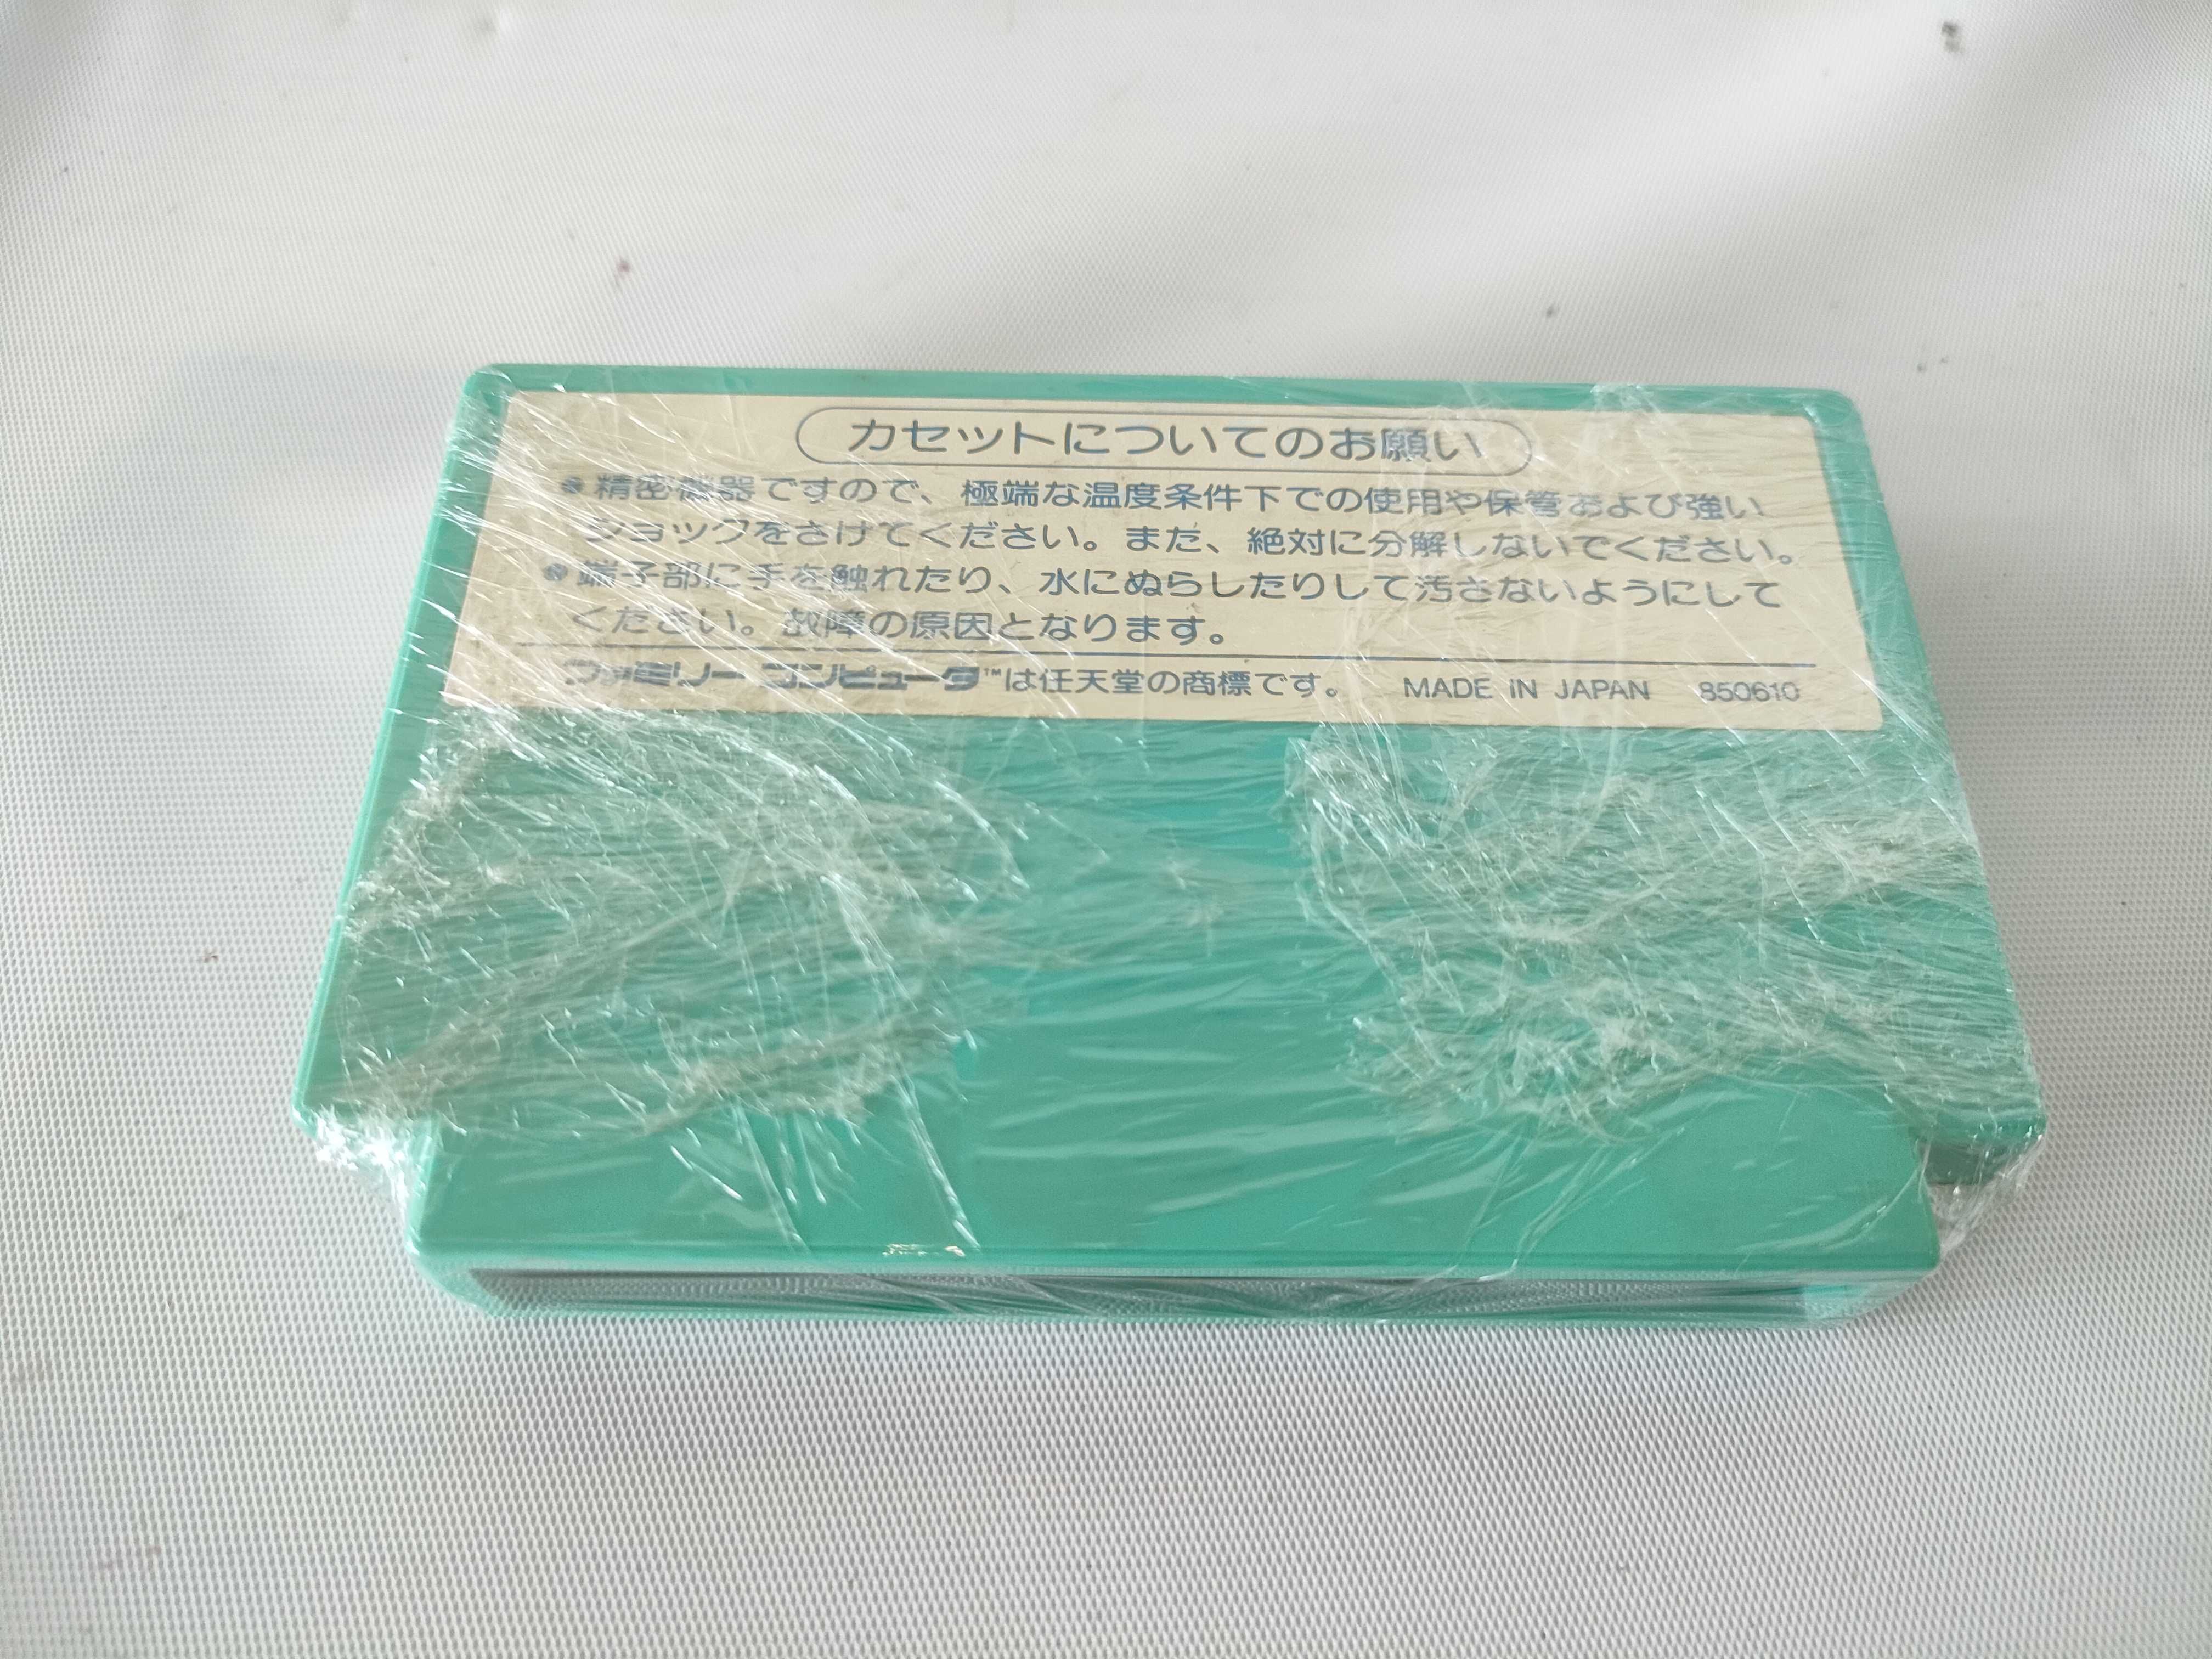 カセットについてのお願い
●精密機器ですので、極端な温度条件下での使用や保管および強い
ショックをさけてください。また、絶対に分解しないでください。
●端子部に手を触れたり、水にぬらしたりして汚さないようにして
ください。故障の原因となります。
ファミリー コンピュータ™は任天堂の商標です。 MADE IN JAPAN 850610